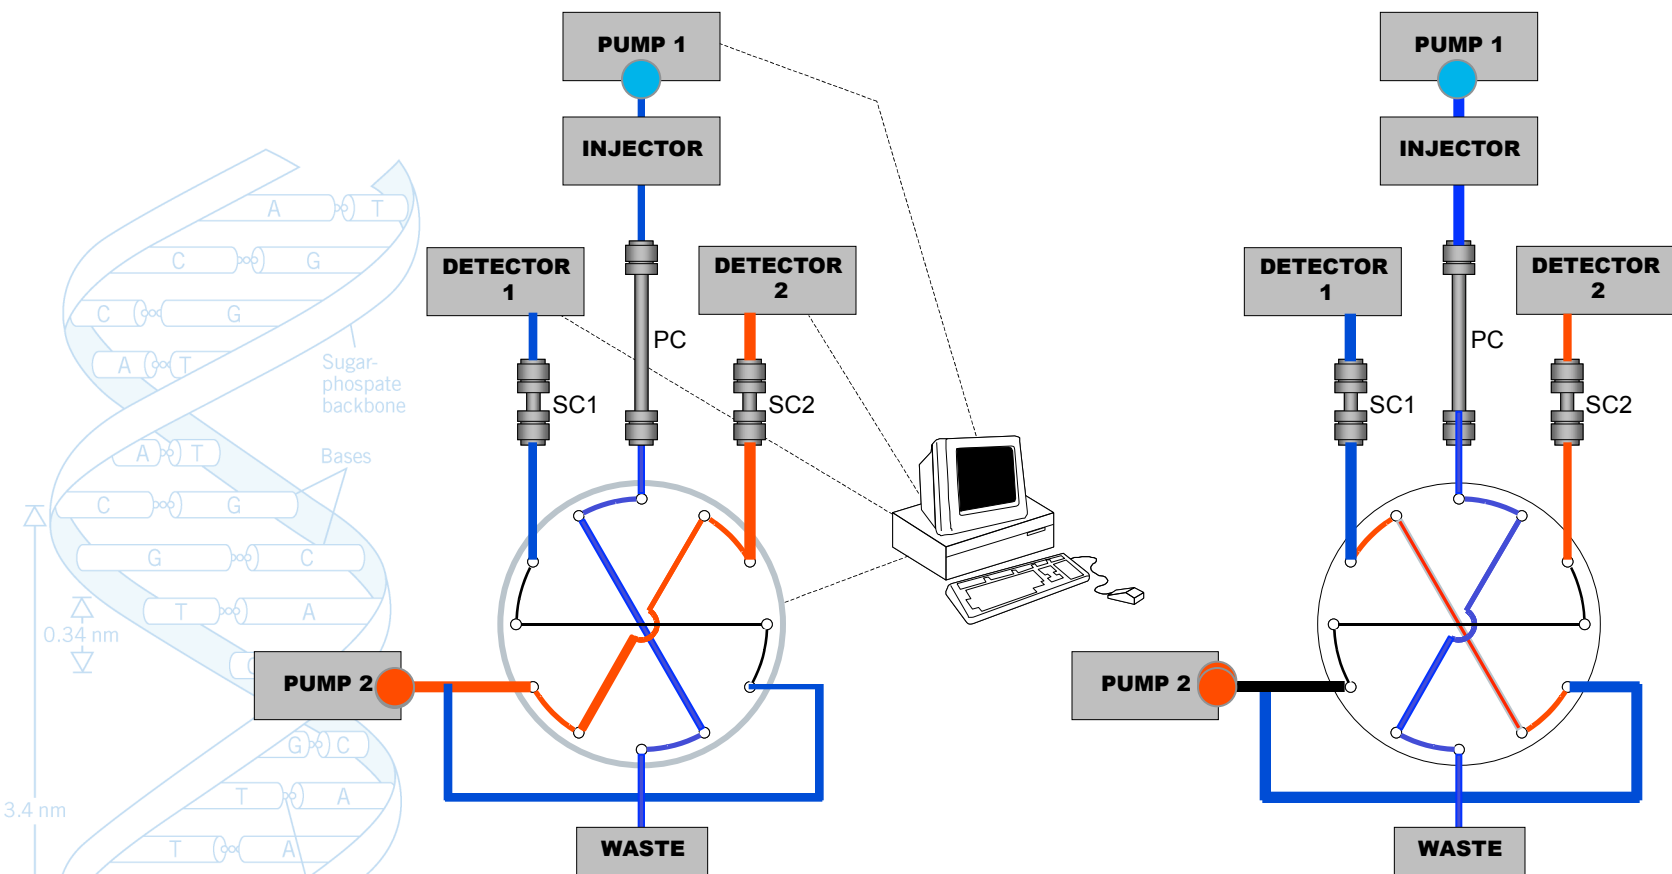 PUMP 1
INJECTOR
DETECTOR
1
DETECTOR
2
PC
SC1
SC2
PUMP 2
WASTE
PUMP 1
INJECTOR
DETECTOR
1
DETECTOR
2
PC
SC1
SC2
PUMP 2
WASTE
A T
C G
C G
A T
Sugar-
phospate
backbone
A T
Bases
C G
G C
T A
0.34 nm
G C
T A
3.4 nm
T A